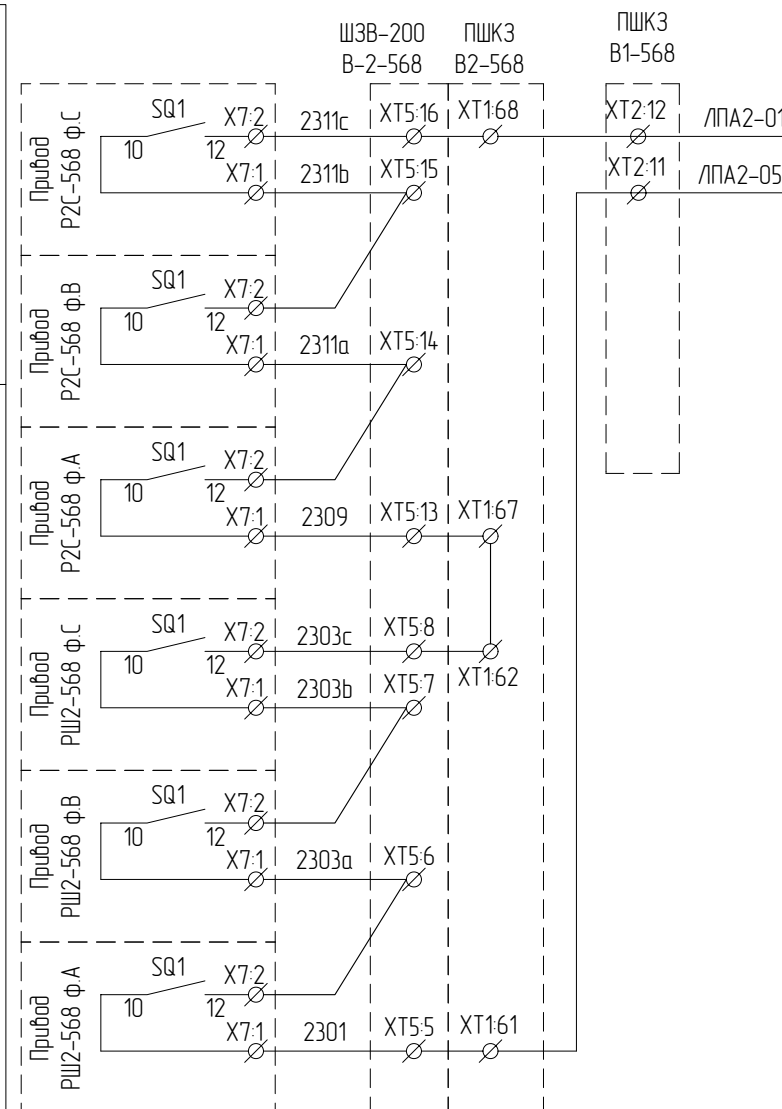 ШЗВ-200
В-2-568
ПШКЗ
В2-568
ПШКЗ
В1-568
Привод
Р2С-568 ф.С
SQ1
10
12
Х7:2
2311с
ХТ5:16
ХТ1:68
ХТ2:12
ЛПА2-01
Х7:1
2311b
ХТ5:15
ХТ2:11
ЛПА2-05
Привод
Р2С-568 ф.В
SQ1
10
12
Х7:2
Х7:1
2311а
ХТ5:14
Привод
Р2С-568 ф.А
SQ1
10
12
Х7:2
Х7:1
2309
ХТ5:13
ХТ1:67
Привод
РШ2-568 ф.С
SQ1
10
12
Х7:2
2303с
ХТ5:8
ХТ1:62
Х7:1
2303b
ХТ5:7
Привод
РШ2-568 ф.В
SQ1
10
12
Х7:2
Х7:1
2303а
ХТ5:6
Привод
РШ2-568 ф.А
SQ1
10
12
Х7:2
Х7:1
2301
ХТ5:5
ХТ1:61